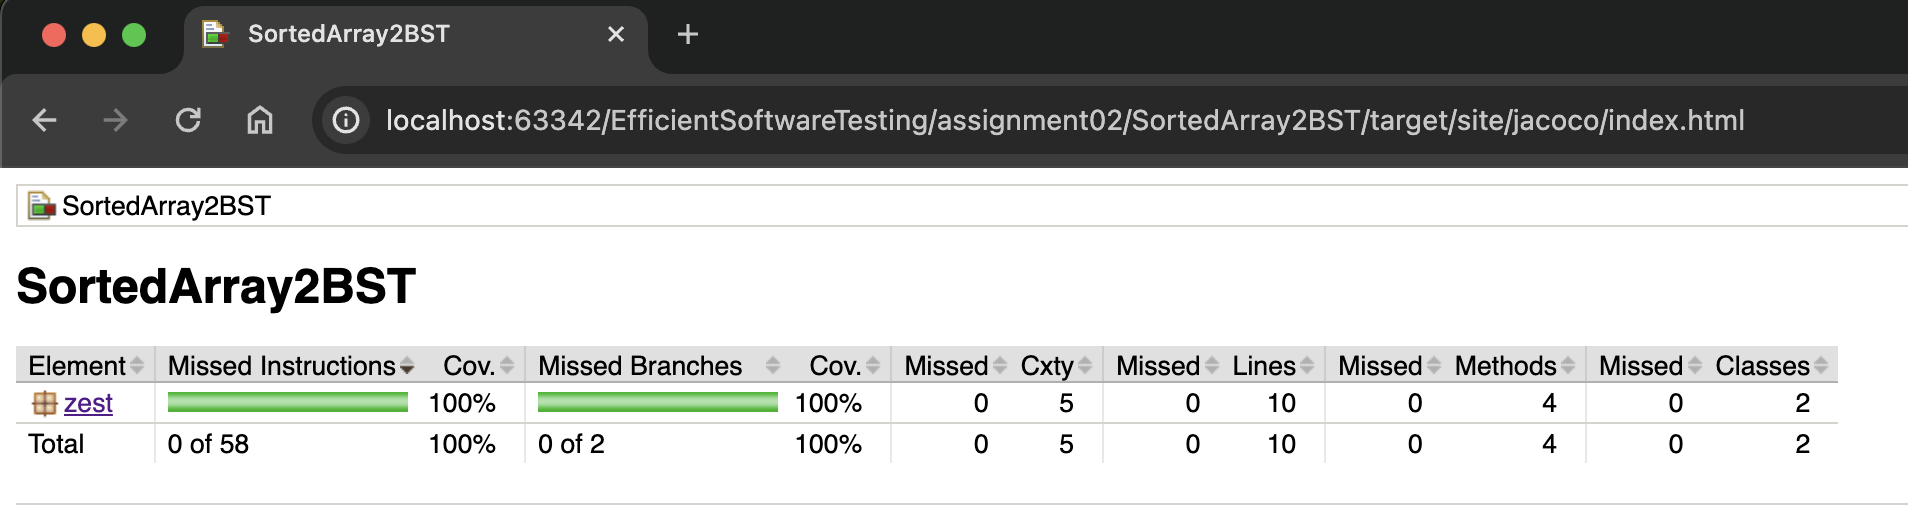 SortedArray2BST
localhost:63342/EfficientSoftwareTesting/assignment02/SortedArray2BST/target/site/jacoco/index.html
SortedArray2BST
SortedArray2BST
Element Missed Instructions Cov. Missed Branches Cov. Missed Cxty Missed Lines Missed Methods Missed Classes
zest 100% 100% 0 5 0 10 0 4 0 2
Total 0 of 58 100% 0 of 2 100% 0 5 0 10 0 4 0 2